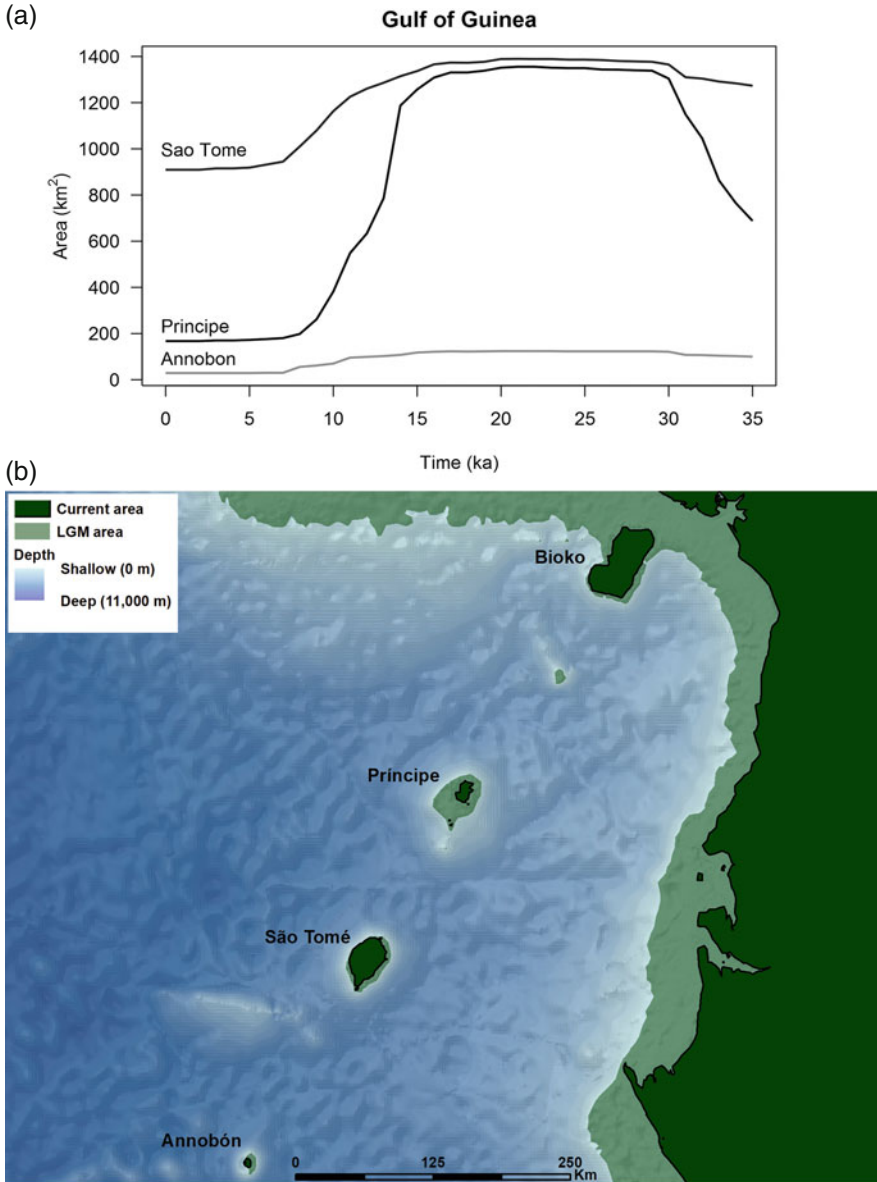 (a)
Gulf of Guinea
1400
1200
1000
800
600
400
200
0
Area (km²)
Sao Tome
Principe
Annobon
0 5 10 15 20 25 30 35
Time (ka)
(b)
Current area
LGM area
Depth
Shallow (0 m)
Deep (11,000 m)
Bioko
Príncipe
São Tomé
Annobón
0 125 250
Km